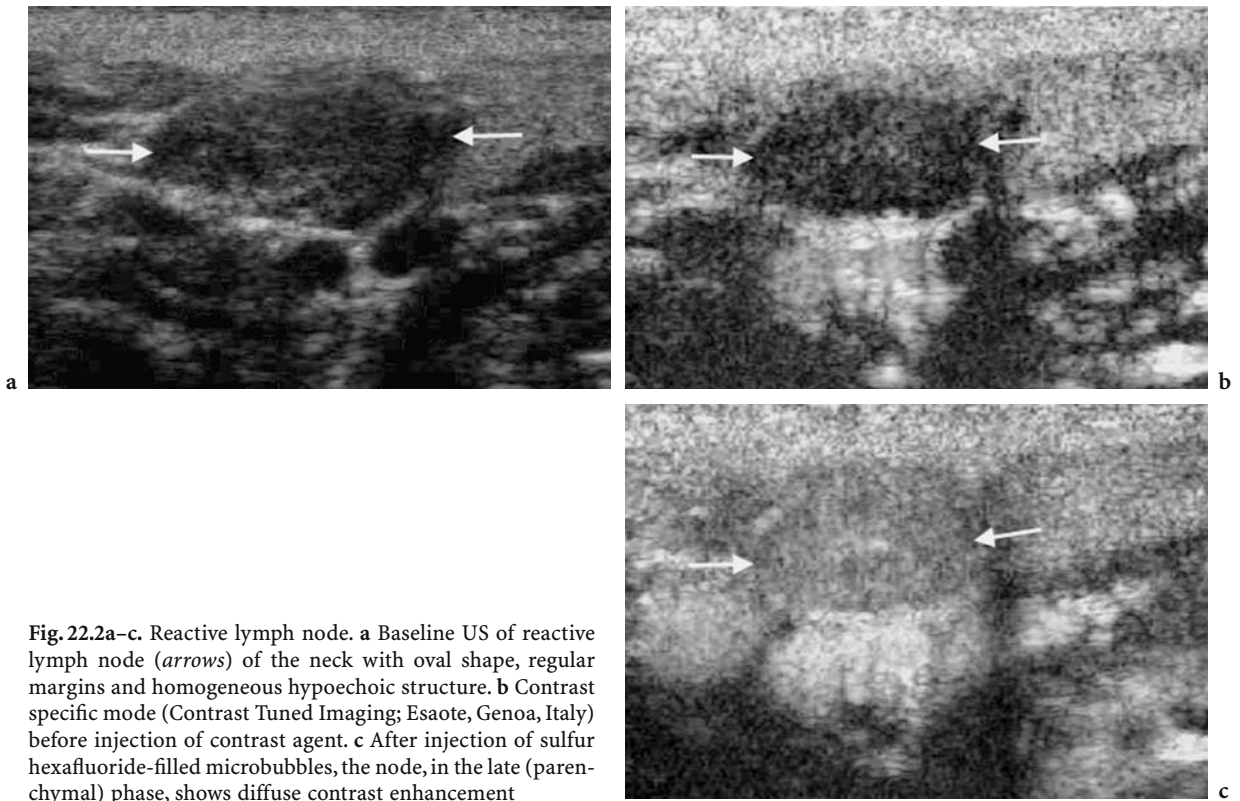 a
b
c
Fig. 22.2a–c. Reactive lymph node. a Baseline US of reactive
lymph node (arrows) of the neck with oval shape, regular
margins and homogeneous hypoechoic structure. b Contrast
specific mode (Contrast Tuned Imaging; Esaote, Genoa, Italy)
before injection of contrast agent. c After injection of sulfur
hexafluoride-filled microbubbles, the node, in the late (paren-
chymal) phase, shows diffuse contrast enhancement